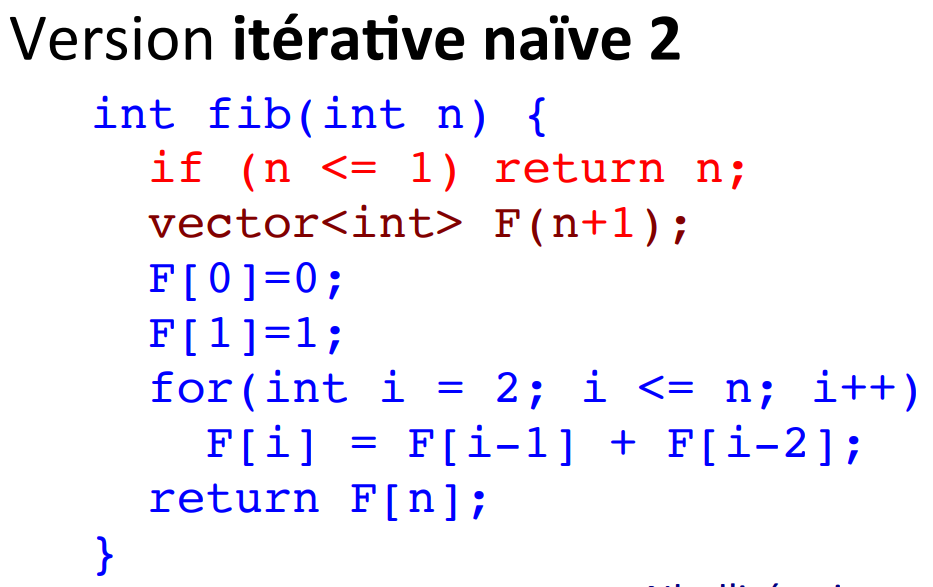 Version itérative naïve 2
int fib(int n) {
if (n <= 1) return n;
vector<int> F(n+1);
F[0]=0;
F[1]=1;
for(int i = 2; i <= n; i++)
F[i] = F[i-1] + F[i-2];
return F[n];
}